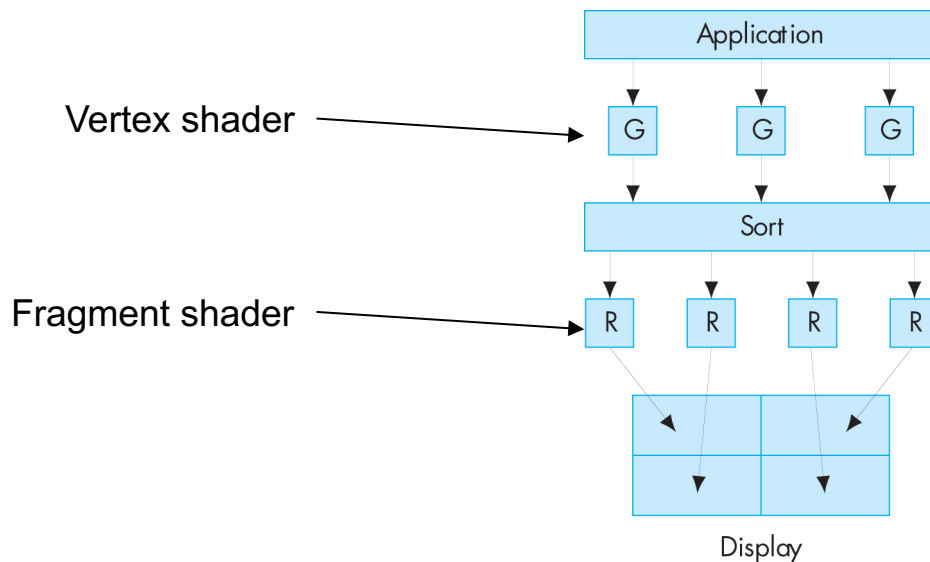 Application
Vertex shader
G G G
Sort
Fragment shader
R R R R
Display